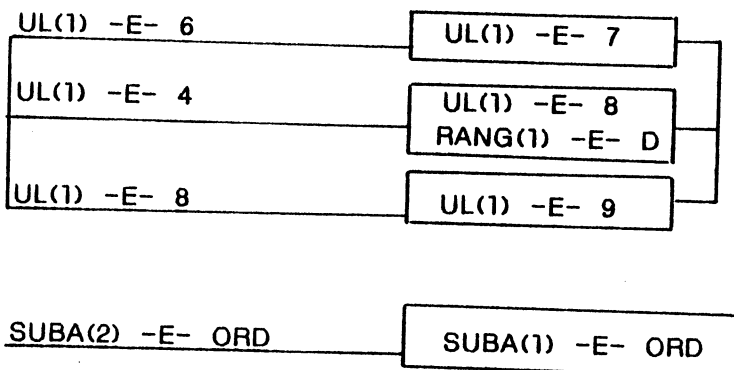 UL(1) -E- 6
UL(1) -E- 7
UL(1) -E- 4
UL(1) -E- 8
RANG(1) -E- D
UL(1) -E- 8
UL(1) -E- 9
SUBA(2) -E- ORD
SUBA(1) -E- ORD